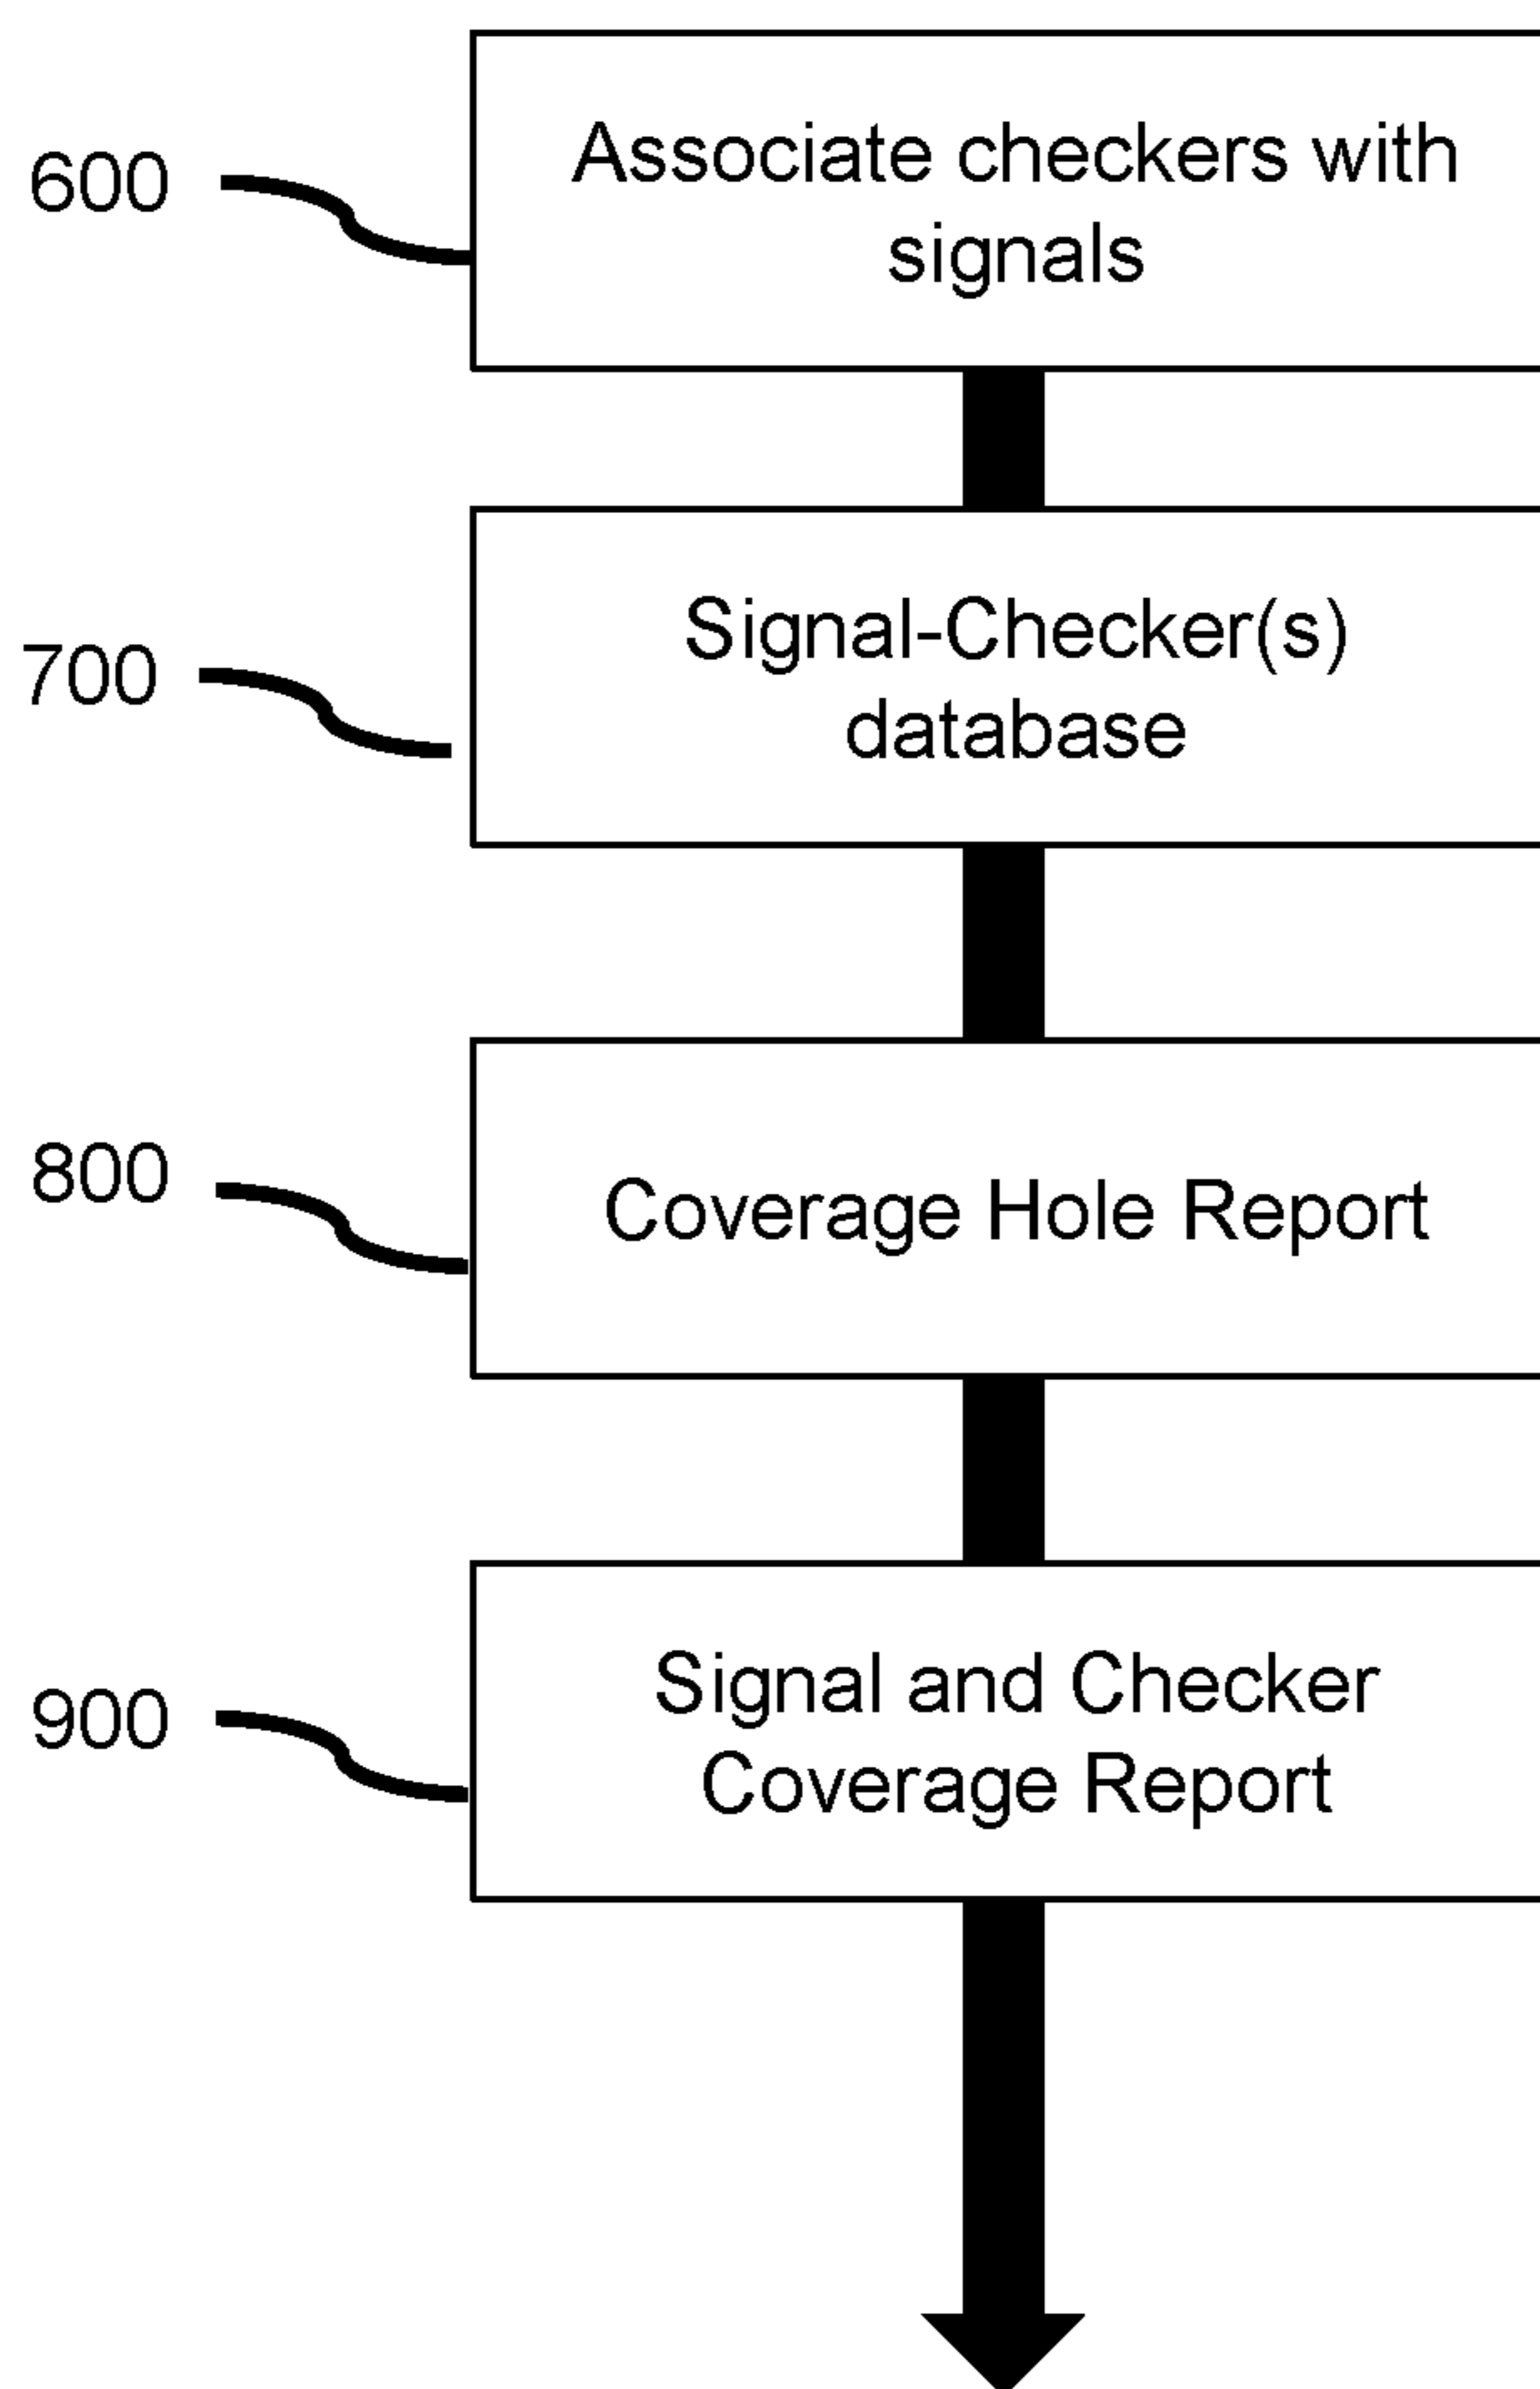 600
Associate checkers with
signals
700
Signal-Checker(s)
database
800
Coverage Hole Report
900
Signal and Checker
Coverage Report